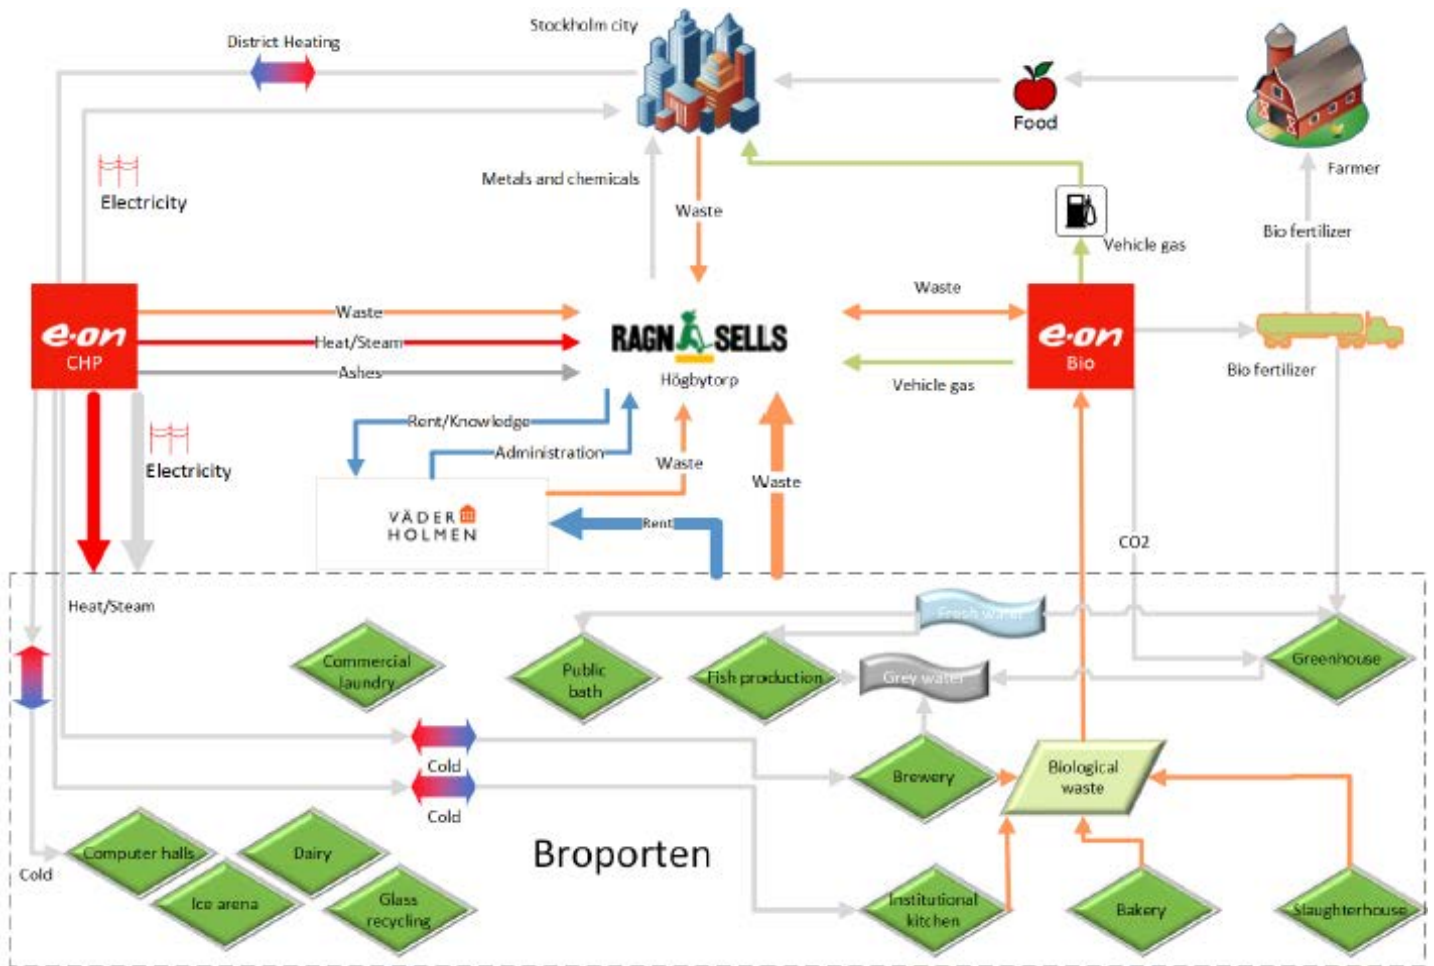 Stockholm city
District Heating
Food
Farmer
Metals and chemicals
Electricity
Waste
Bio fertilizer
Vehicle gas
e·on
CHP
Waste
Heat/Steam
Ashes
RAGN SELLS
Högbytorp
Waste
Vehicle gas
e·on
Bio
Bio fertilizer
Rent/Knowledge
Administration
Electricity
Waste
Waste
VÄDER
HOLMEN
Rent
CO2
Heat/Steam
Fresh water
Commercial
laundry
Public
bath
Fish production
Grey water
Greenhouse
Cold
Cold
Brewery
Biological
waste
Broporten
Cold
Computer halls
Dairy
Ice arena
Glass
recycling
Institutional
kitchen
Bakery
Slaughterhouse